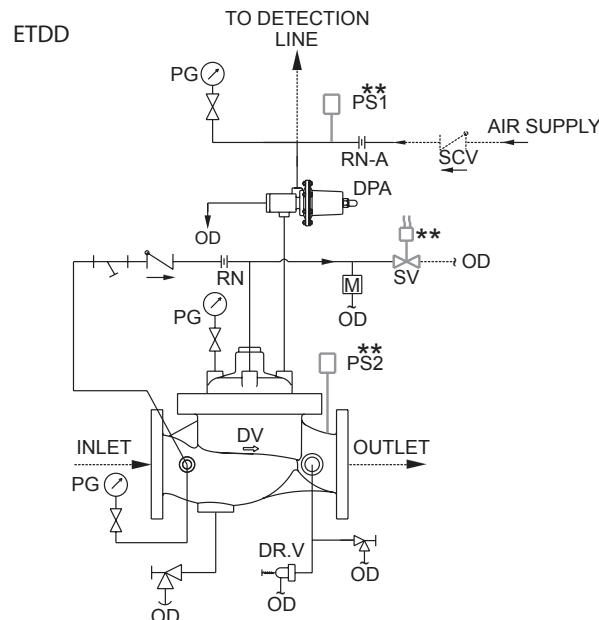 ETDD
TO DETECTION
LINE
PG
**
PS1
AIR SUPPLY
RN-A
SCV
DPA
OD
**
OD
RN
SV
M
OD
PG
**
PS2
DV
INLET
OUTLET
PG
DR.V
OD
OD
OD